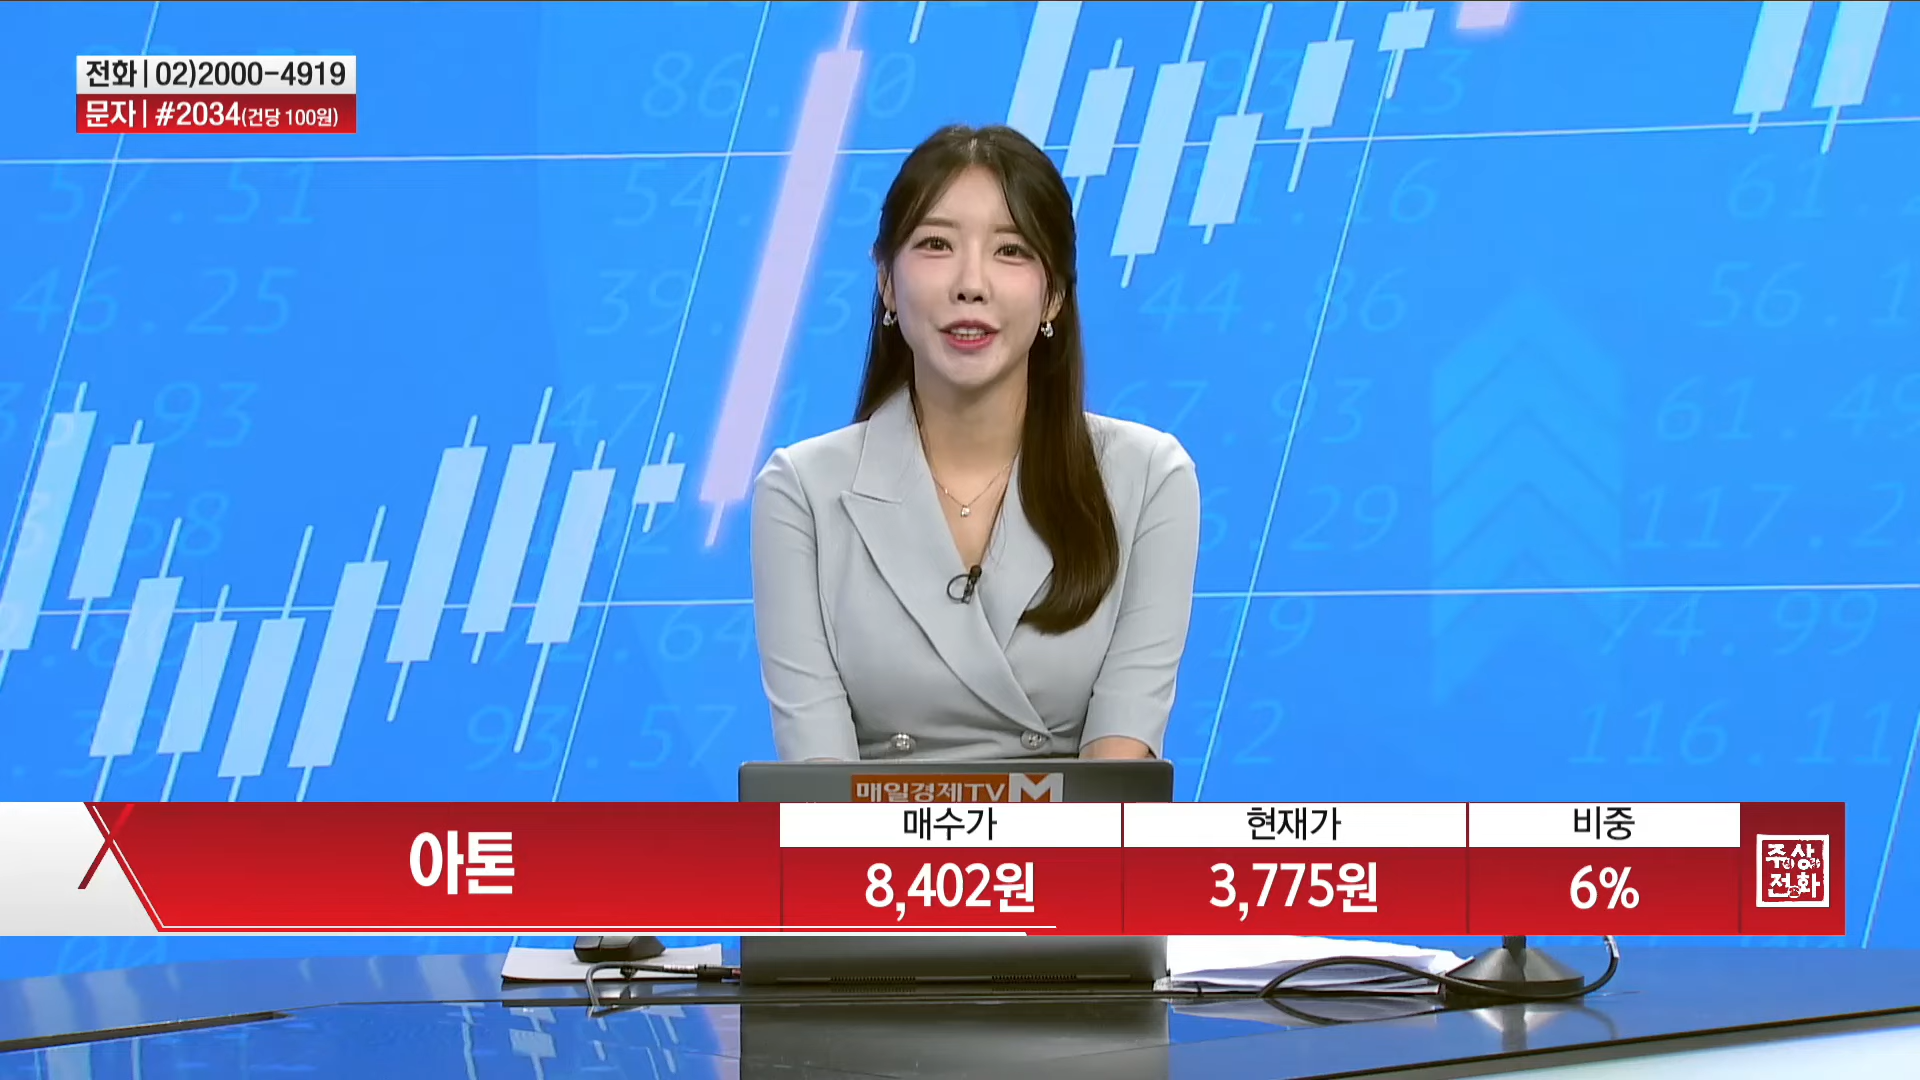 전화 | 02)2000-4919
문자 | #2034(건당 100원)
매일경제TV M
아톤
매수가
현재가
비중
8,402원
3,775원
6%
주상
전화